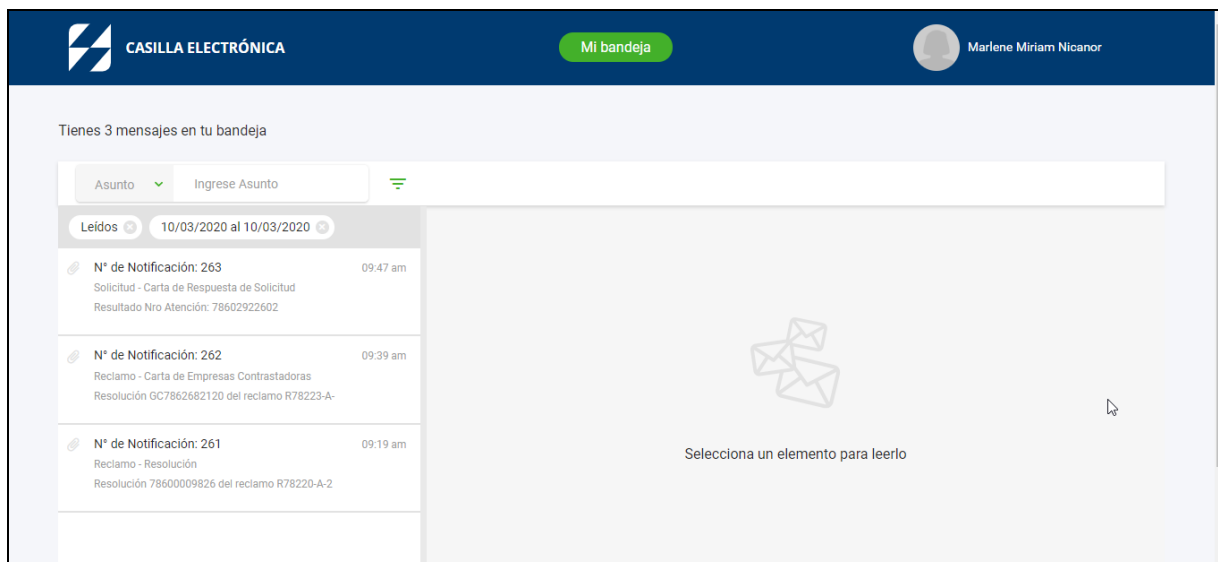 CASILLA ELECTRÓNICA
Mi bandeja
Marlene Miriam Nicanor
Tienes 3 mensajes en tu bandeja
Asunto
Ingrese Asunto
Leídos
10/03/2020 al 10/03/2020
N° de Notificación: 263
09:47 am
Solicitud - Carta de Respuesta de Solicitud
Resultado Nro Atención: 78602922602
N° de Notificación: 262
09:39 am
Reclamo - Carta de Empresas Contrastadoras
Resolución GC7862682120 del reclamo R78223-A-
N° de Notificación: 261
09:19 am
Reclamo - Resolución
Resolución 78600009826 del reclamo R78220-A-2
Selecciona un elemento para leerlo